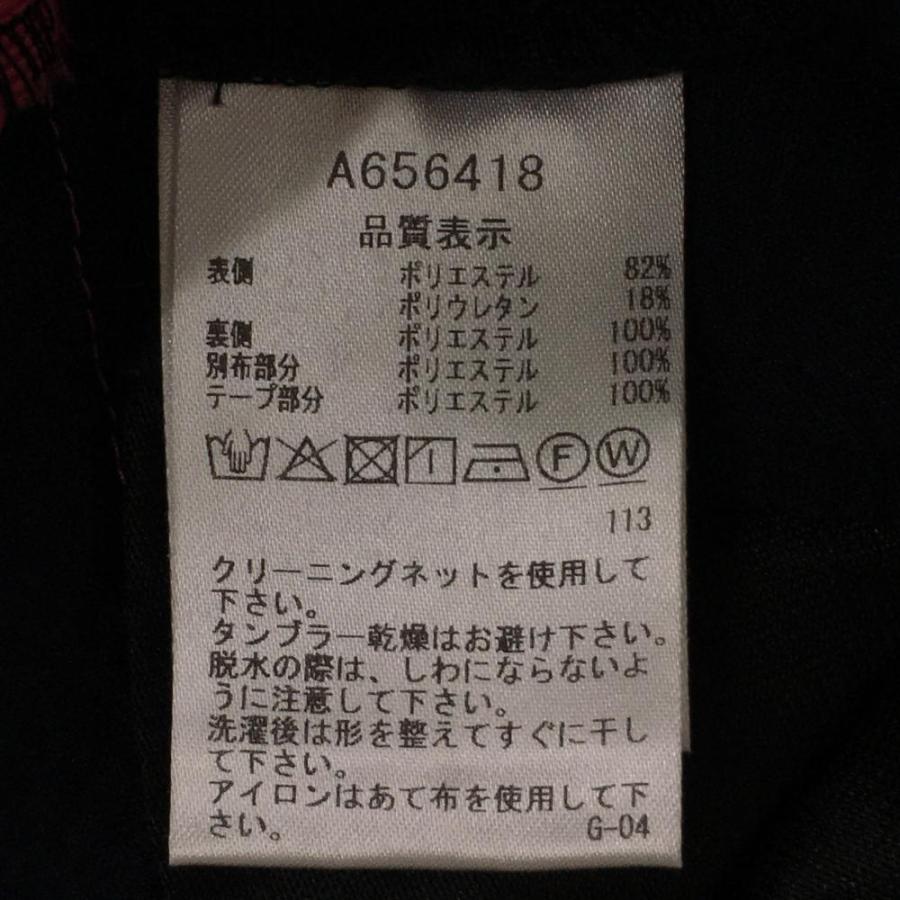 A656418
品質表示
表側 ポリエステル 82%
ポリウレタン 18%
裏側 ポリエステル 100%
別布部分 ポリエステル 100%
テープ部分 ポリエステル 100%
F W
113
クリーニングネットを使用して
下さい。
タンブラー乾燥はお避け下さい。
脱水の際は、しわにならないよ
うに注意して下さい。
洗濯後は形を整えてすぐに干し
て下さい。
アイロンはあて布を使用して下
さい。 G-04